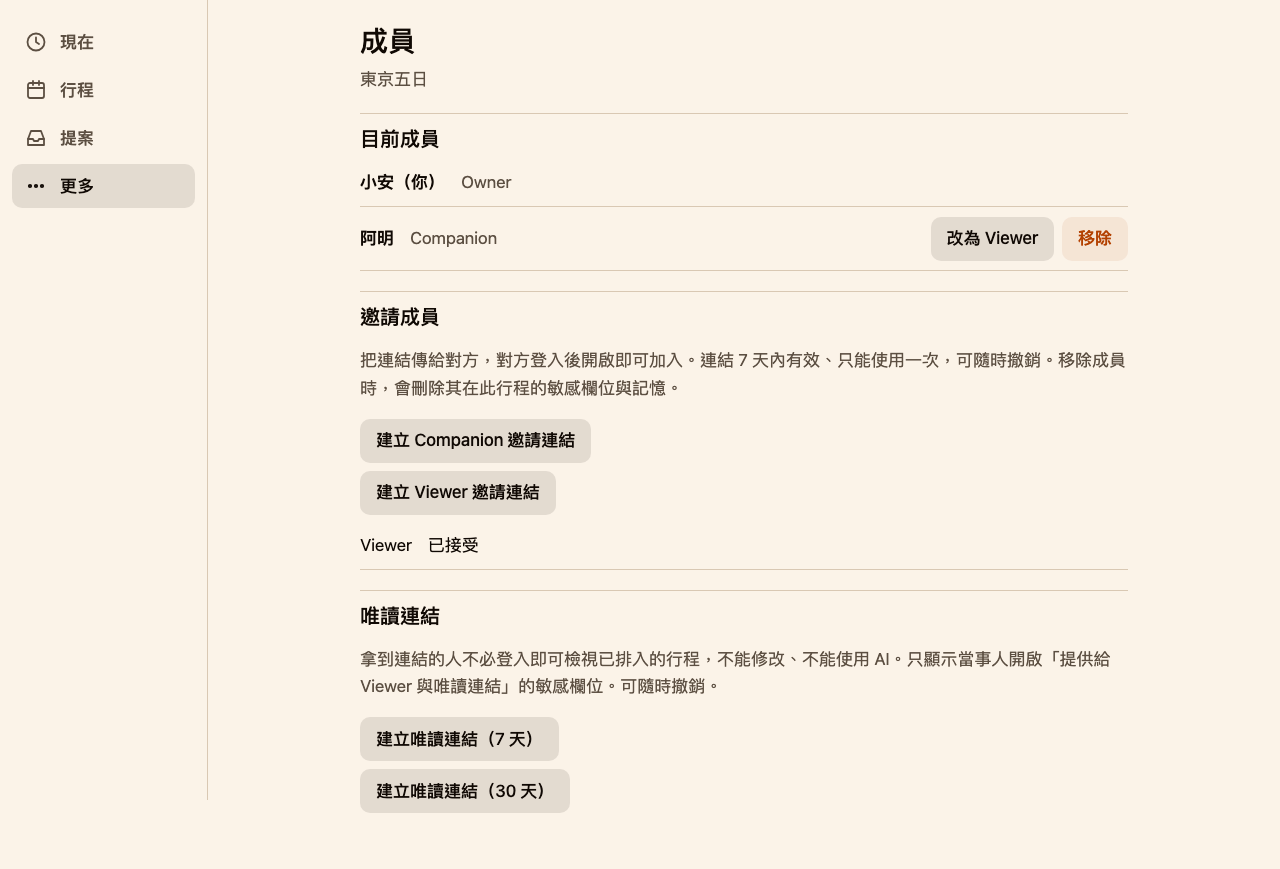 現在
行程
提案
更多
成員
東京五日
目前成員
小安（你） Owner
阿明 Companion 改為 Viewer 移除
邀請成員
把連結傳給對方，對方登入後開啟即可加入。連結 7 天內有效、只能使用一次，可隨時撤銷。移除成員
時，會刪除其在此行程的敏感欄位與記憶。
建立 Companion 邀請連結
建立 Viewer 邀請連結
Viewer 已接受
唯讀連結
拿到連結的人不必登入即可檢視已排入的行程，不能修改、不能使用 AI。只顯示當事人開啟「提供給
Viewer 與唯讀連結」的敏感欄位。可隨時撤銷。
建立唯讀連結（7 天）
建立唯讀連結（30 天）